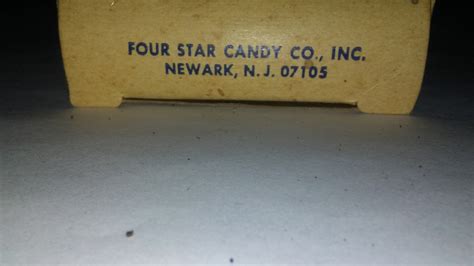 FOUR STAR CANDY CO., INC.
NEWARK, N. J. 07105